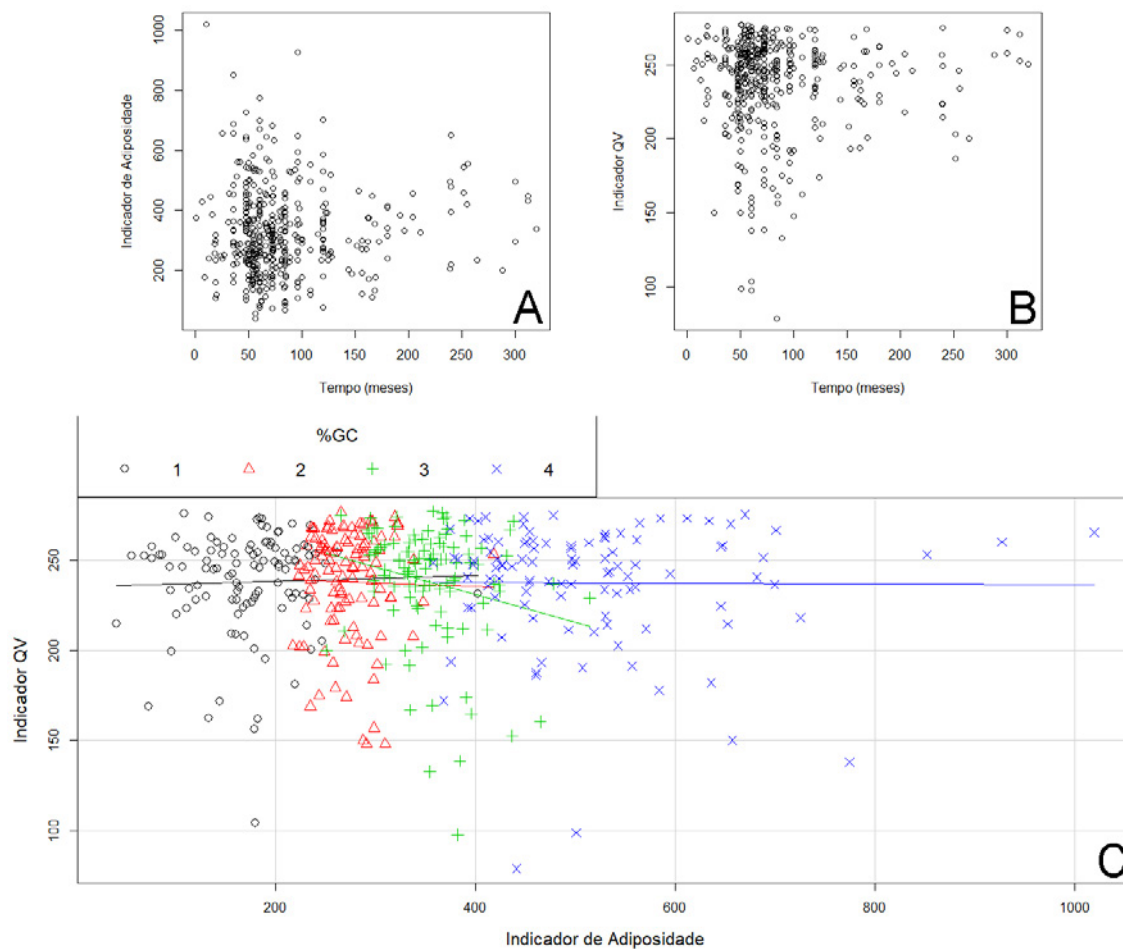 Indicador de Adiposidade
1000
800
600
400
200
0 50 100 150 200 250 300
Tempo (meses)
A
Indicador QV
250
200
150
100
0 50 100 150 200 250 300
Tempo (meses)
B
%GC
1 2 3 4
Indicador QV
250
200
150
100
200 400 600 800 1000
Indicador de Adiposidade
C